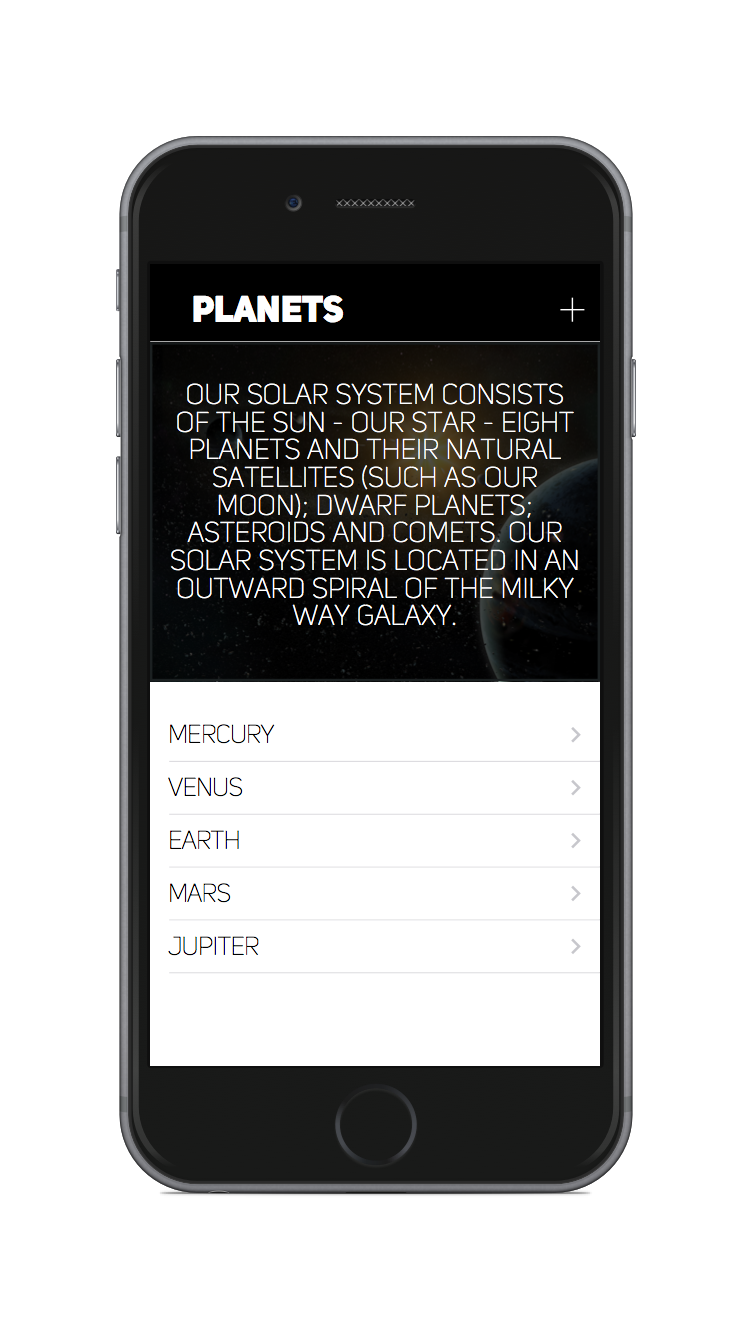 PLANETS
OUR SOLAR SYSTEM CONSISTS
OF THE SUN - OUR STAR - EIGHT
PLANETS AND THEIR NATURAL
SATELLITES (SUCH AS OUR
MOON); DWARF PLANETS;
ASTEROIDS AND COMETS. OUR
SOLAR SYSTEM IS LOCATED IN AN
OUTWARD SPIRAL OF THE MILKY
WAY GALAXY.
MERCURY
VENUS
EARTH
MARS
JUPITER